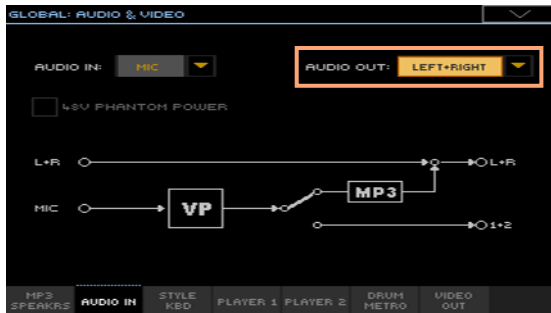 GLOBAL: AUDIO & VIDEO
AUDIO IN: MIC
AUDIO OUT: LEFT+RIGHT
48V PHANTOM POWER
L+R
L+R
MIC
VP
MP3
1+2
MP3 SPEAKRS
AUDIO IN
STYLE KBD
PLAYER 1
PLAYER 2
DRUM METRO
VIDEO OUT